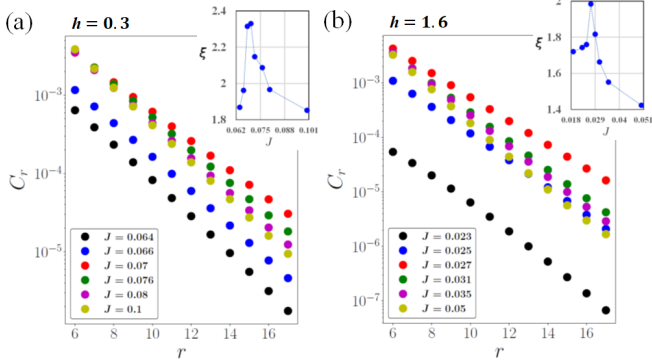 (a)
h = 0.3
ξ
2.4
2.2
2
1.8
0.062 0.075 0.088 0.101
J
C_r
10⁻³
10⁻⁴
10⁻⁵
J = 0.064
J = 0.066
J = 0.07
J = 0.076
J = 0.08
J = 0.1
6 8 10 12 14 16
r
(b)
h = 1.6
ξ
2
1.8
1.6
1.4
0.018 0.029 0.04 0.051
J
C_r
10⁻³
10⁻⁴
10⁻⁵
10⁻⁶
10⁻⁷
J = 0.023
J = 0.025
J = 0.027
J = 0.031
J = 0.035
J = 0.05
6 8 10 12 14 16
r